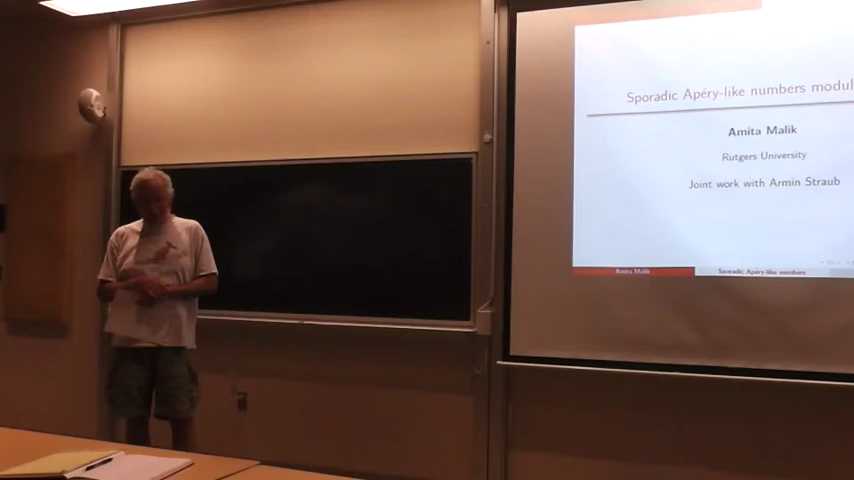 Sporadic Apéry-like numbers modul
Amita Malik
Rutgers University
Joint work with Armin Straub
Amita Malik Sporadic Apéry-like numbers